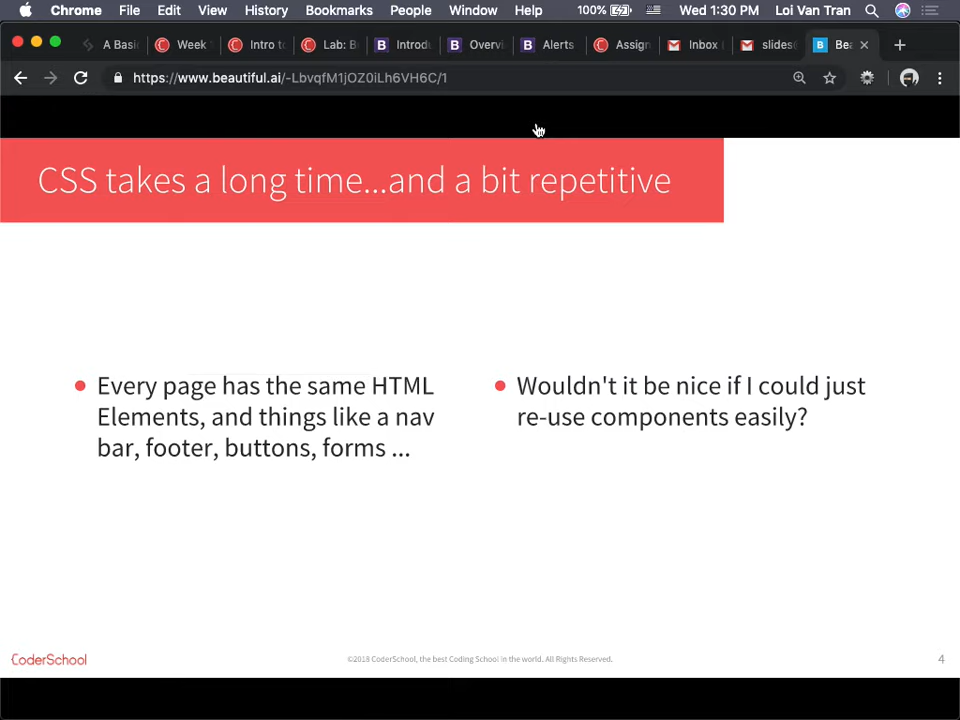 Chrome File Edit View History Bookmarks People Window Help 100% Wed 1:30 PM Loi Van Tran
A Basi Week Intro to Lab: B Introdu Overvi Alerts Assign Inbox slides Bea
https://www.beautiful.ai/-LbvqfM1jOZ0iLh6VH6C/1
CSS takes a long time...and a bit repetitive
Every page has the same HTML
Elements, and things like a nav
bar, footer, buttons, forms ...
Wouldn't it be nice if I could just
re-use components easily?
CoderSchool
©2018 CoderSchool, the best Coding School in the world. All Rights Reserved.
4